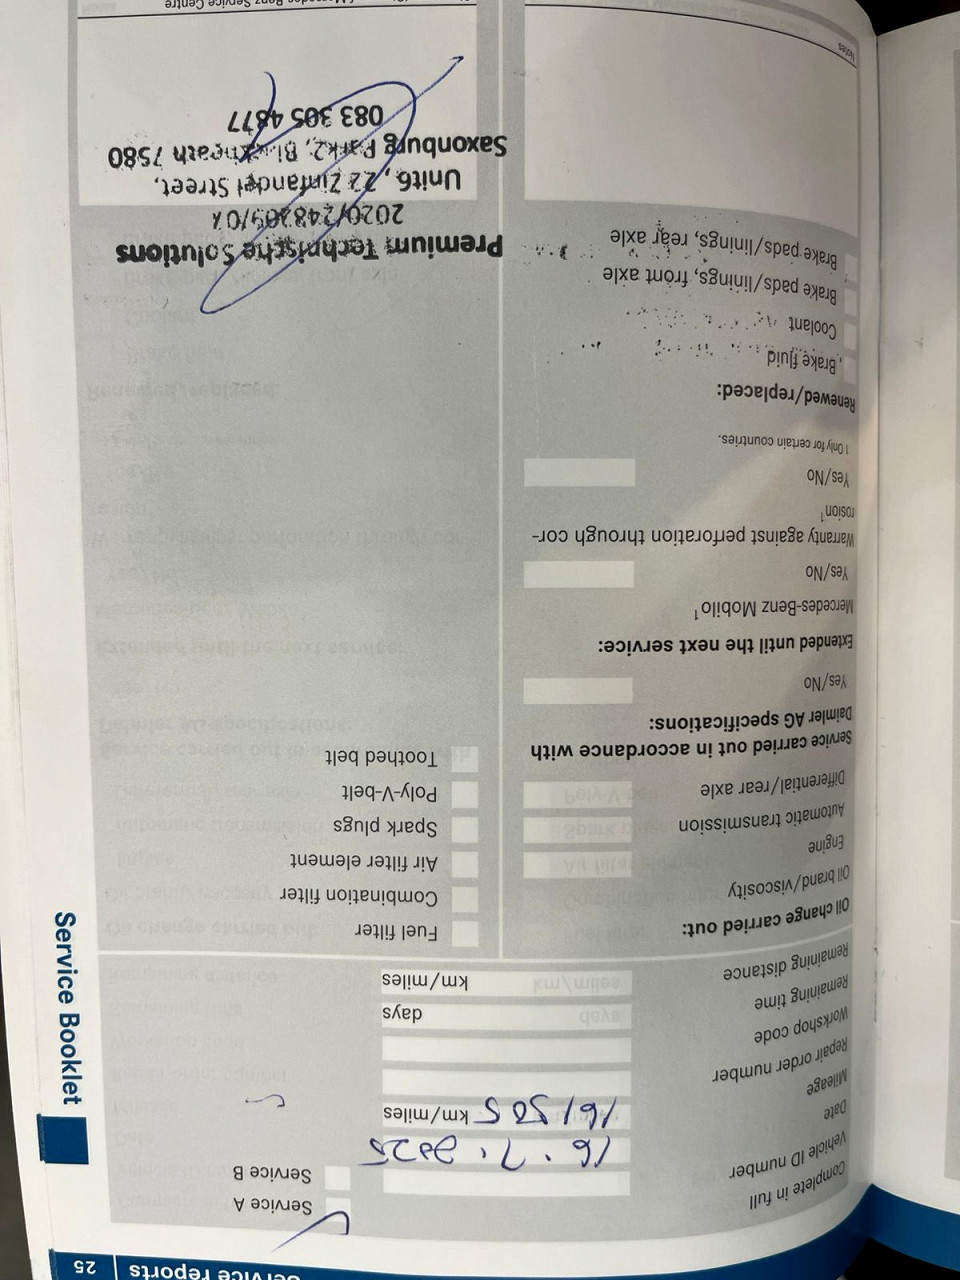 Service reports 25
Service Booklet
Complete in full
Service A
Service B
Vehicle ID number
Date 16.7.2025
Mileage 161505 km/miles
Repair order number
Workshop code
Remaining time days
Remaining distance km/miles
Oil change carried out:
Oil brand/viscosity
Engine
Automatic transmission
Differential/rear axle
Service carried out in accordance with
Daimler AG specifications:
Yes/No
Extended until the next service:
Mercedes-Benz Mobilo1
Yes/No
Warranty against perforation through cor-
rosion1
Yes/No
1 Only for certain countries.
Renewed/replaced:
Brake fluid
Coolant
Brake pads/linings, front axle
Brake pads/linings, rear axle
Notes
Fuel filter
Combination filter
Air filter element
Spark plugs
Poly-V-belt
Toothed belt
Premium Technische Solutions
Unit6, 22 Zinfandel Street,
Saxonburg Park2, Blackheath 7580
083 305 4877
Service Centre